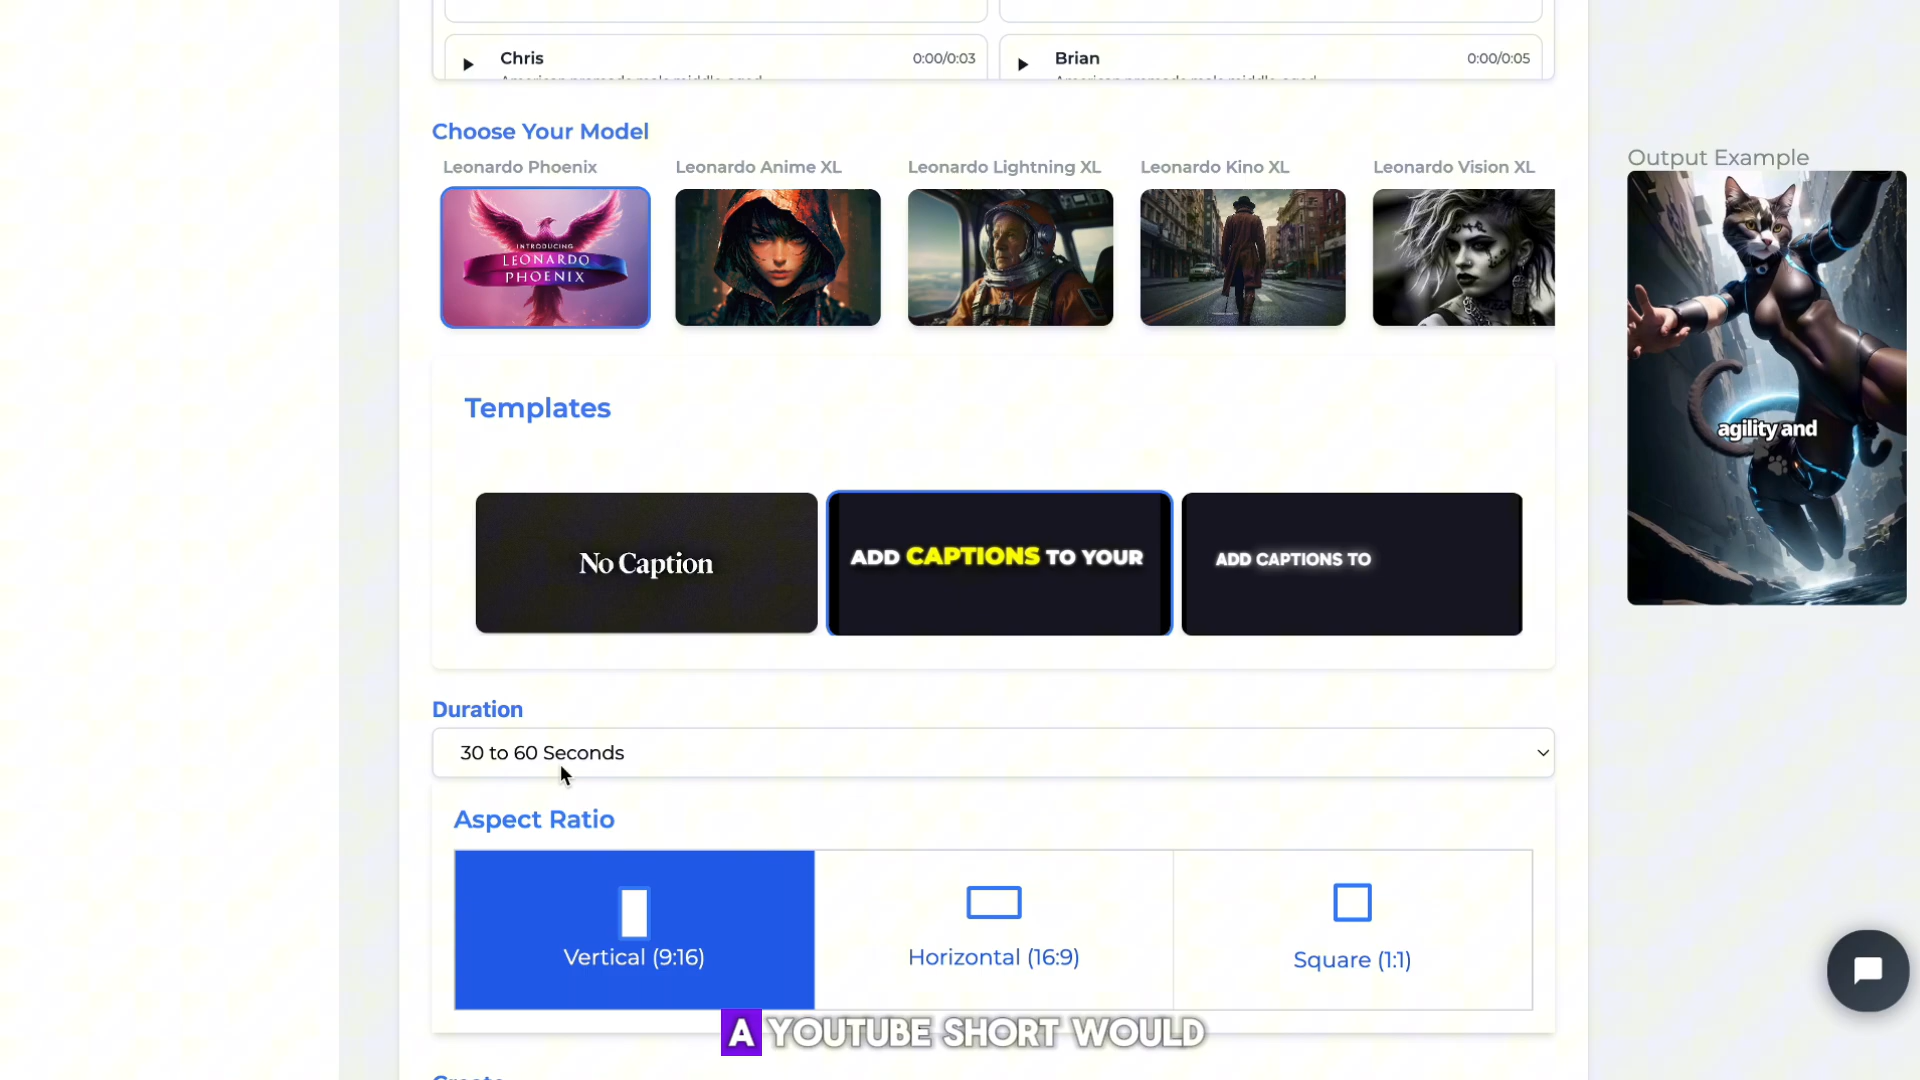 Chris 0:00/0:03
Brian 0:00/0:05
Choose Your Model
Leonardo Phoenix
Leonardo Anime XL
Leonardo Lightning XL
Leonardo Kino XL
Leonardo Vision XL
INTRODUCING
LEONARDO
PHOENIX
Output Example
agility and
Templates
No Caption
ADD CAPTIONS TO YOUR
ADD CAPTIONS TO
Duration
30 to 60 Seconds
Aspect Ratio
Vertical (9:16)
Horizontal (16:9)
Square (1:1)
A YOUTUBE SHORT WOULD